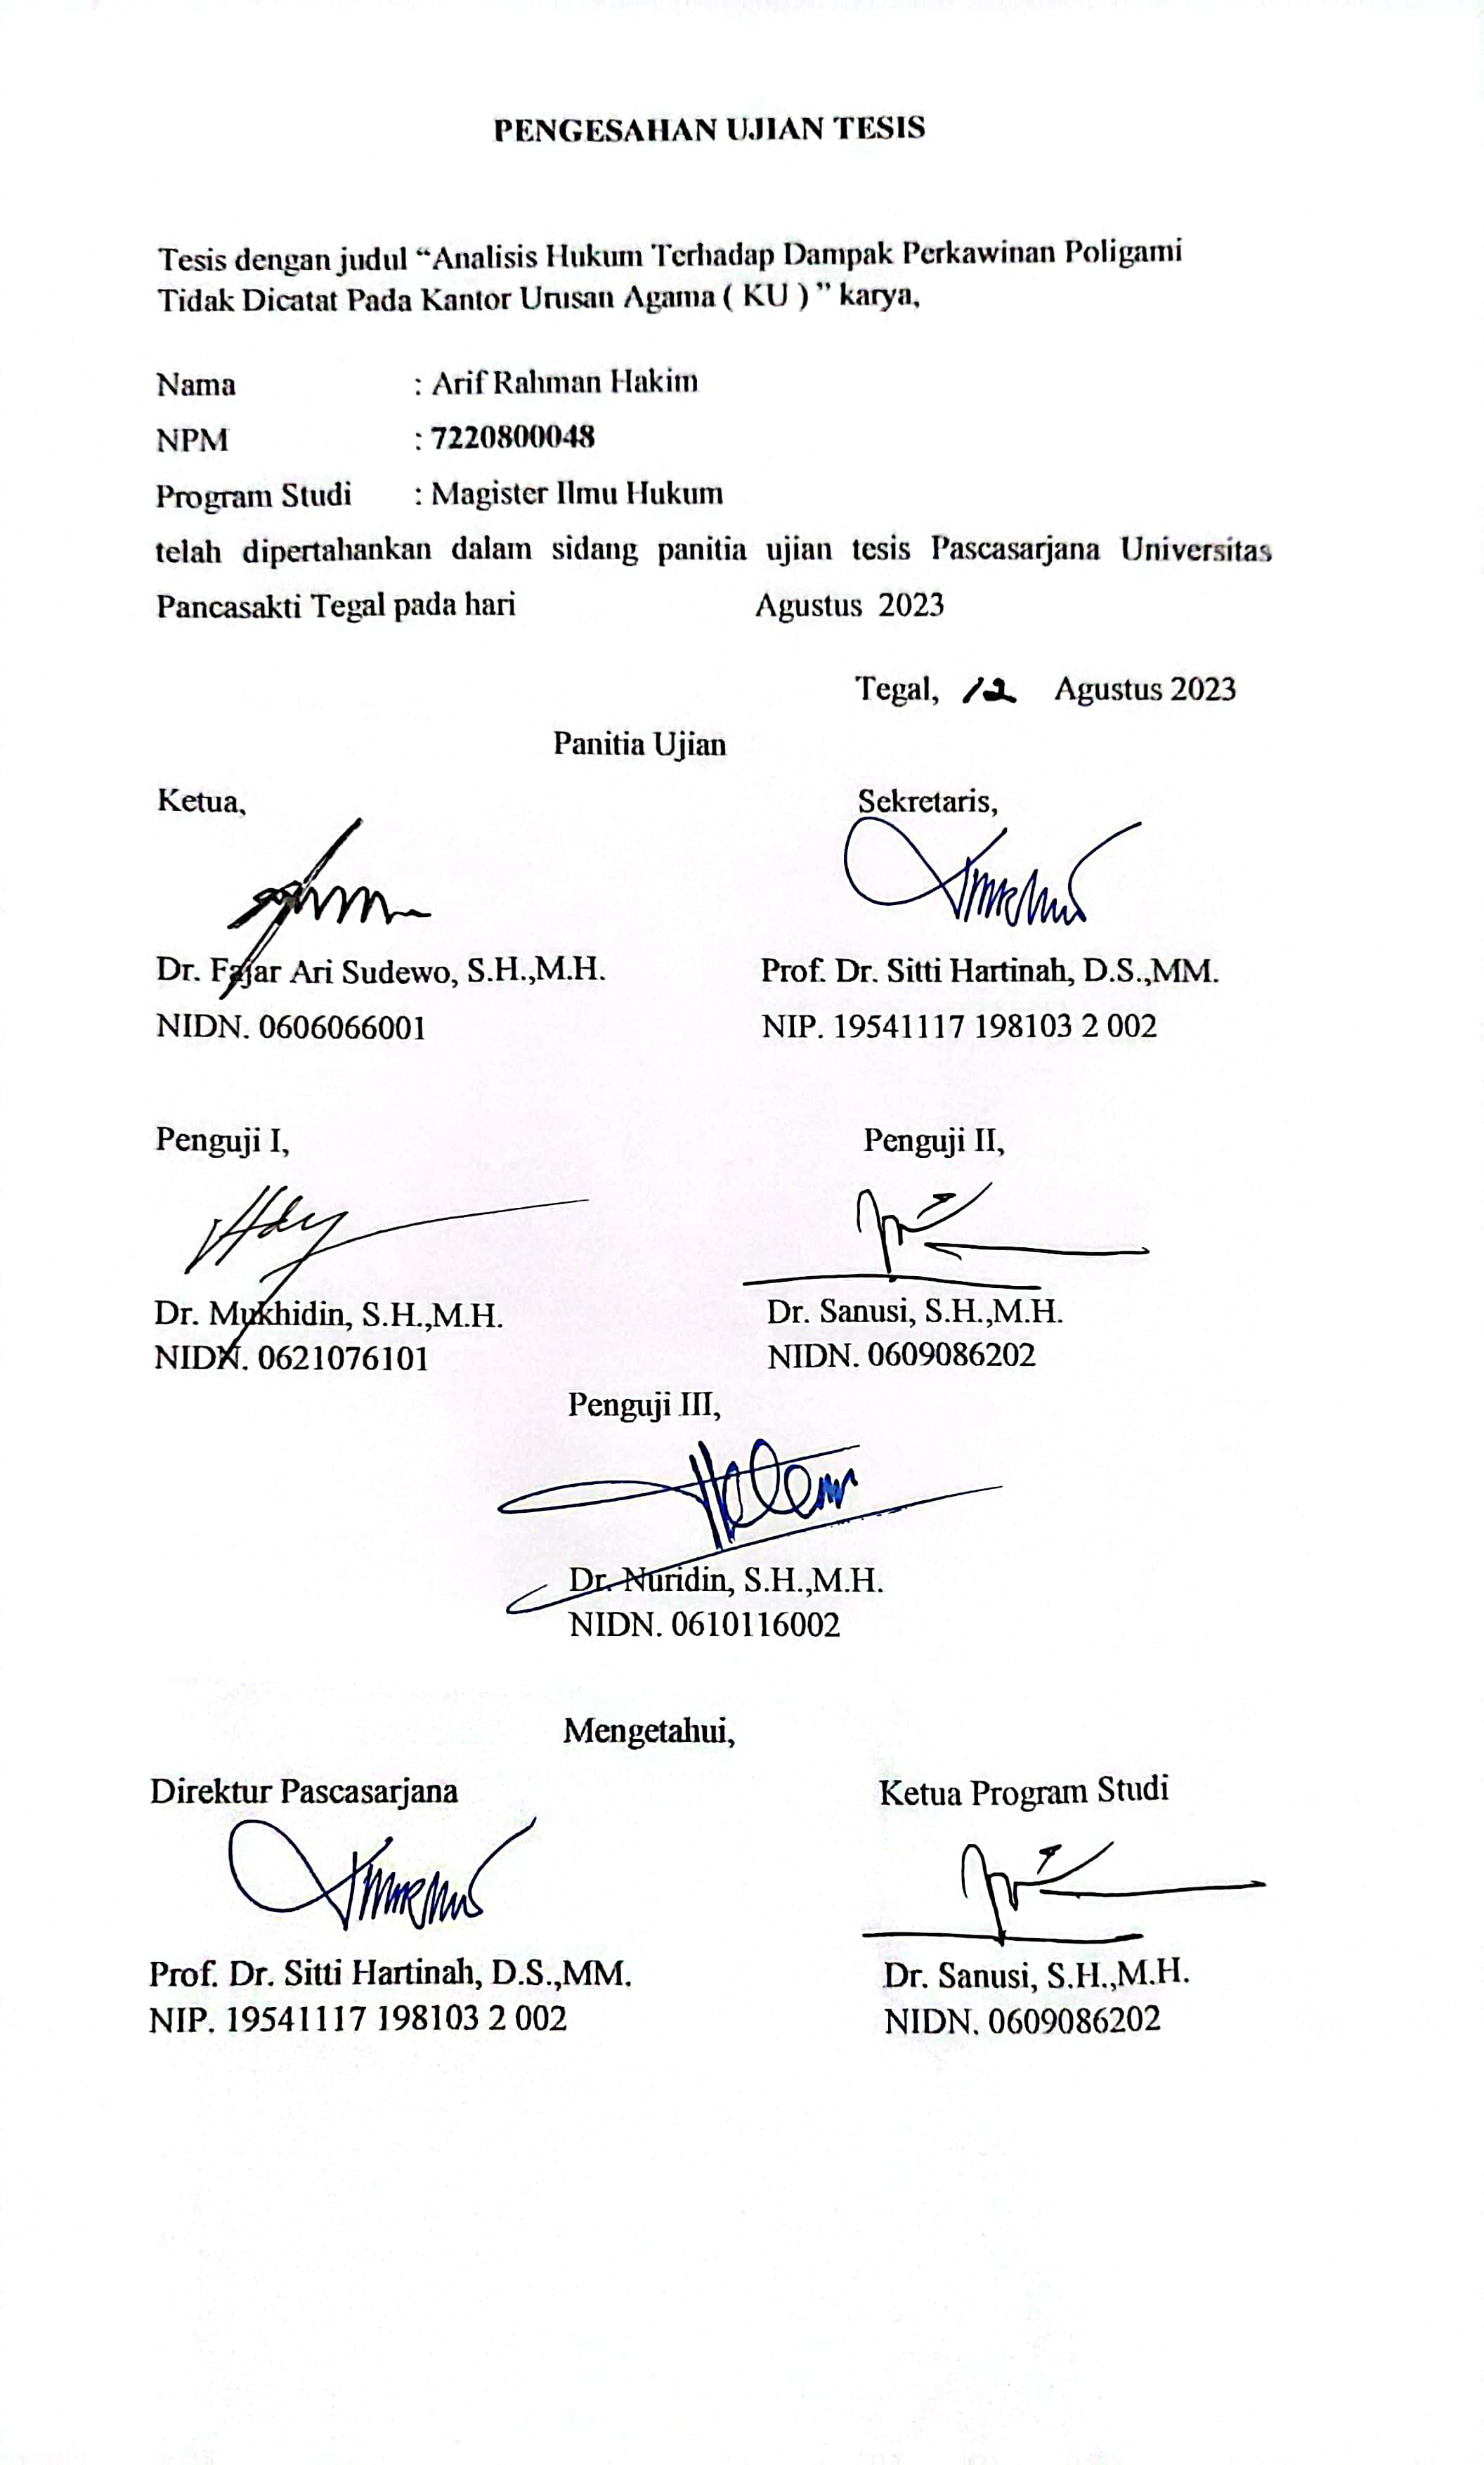 PENGESAHAN UJIAN TESIS
Tesis dengan judul “Analisis Hukum Terhadap Dampak Perkawinan Poligami
Tidak Dicatat Pada Kantor Urusan Agama ( KU ) ” karya,
Nama : Arif Rahman Hakim
NPM : 7220800048
Program Studi : Magister Ilmu Hukum
telah dipertahankan dalam sidang panitia ujian tesis Pascasarjana Universitas
Pancasakti Tegal pada hari Agustus 2023
Tegal, 12 Agustus 2023
Panitia Ujian
Ketua, Sekretaris,
Dr. Fajar Ari Sudewo, S.H.,M.H. Prof. Dr. Sitti Hartinah, D.S.,MM.
NIDN. 0606066001 NIP. 19541117 198103 2 002
Penguji I, Penguji II,
Dr. Mukhidin, S.H.,M.H. Dr. Sanusi, S.H.,M.H.
NIDN. 0621076101 NIDN. 0609086202
Penguji III,
Dr. Nuridin, S.H.,M.H.
NIDN. 0610116002
Mengetahui,
Direktur Pascasarjana Ketua Program Studi
Prof. Dr. Sitti Hartinah, D.S.,MM. Dr. Sanusi, S.H.,M.H.
NIP. 19541117 198103 2 002 NIDN. 0609086202